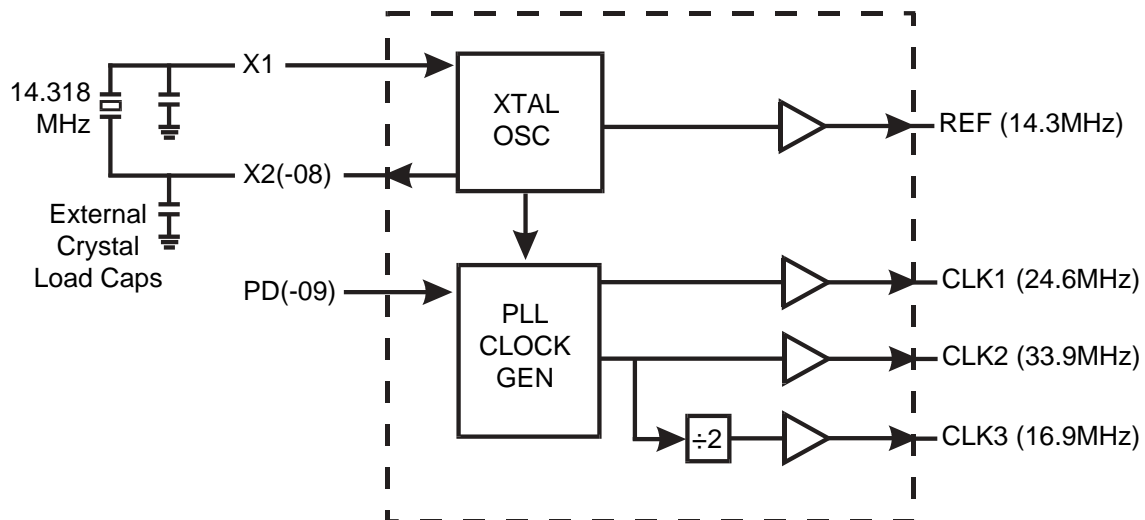 X1
14.318
MHz
XTAL
OSC
REF (14.3MHz)
X2(-08)
External
Crystal
Load Caps
PD(-09)
PLL
CLOCK
GEN
CLK1 (24.6MHz)
CLK2 (33.9MHz)
÷2
CLK3 (16.9MHz)